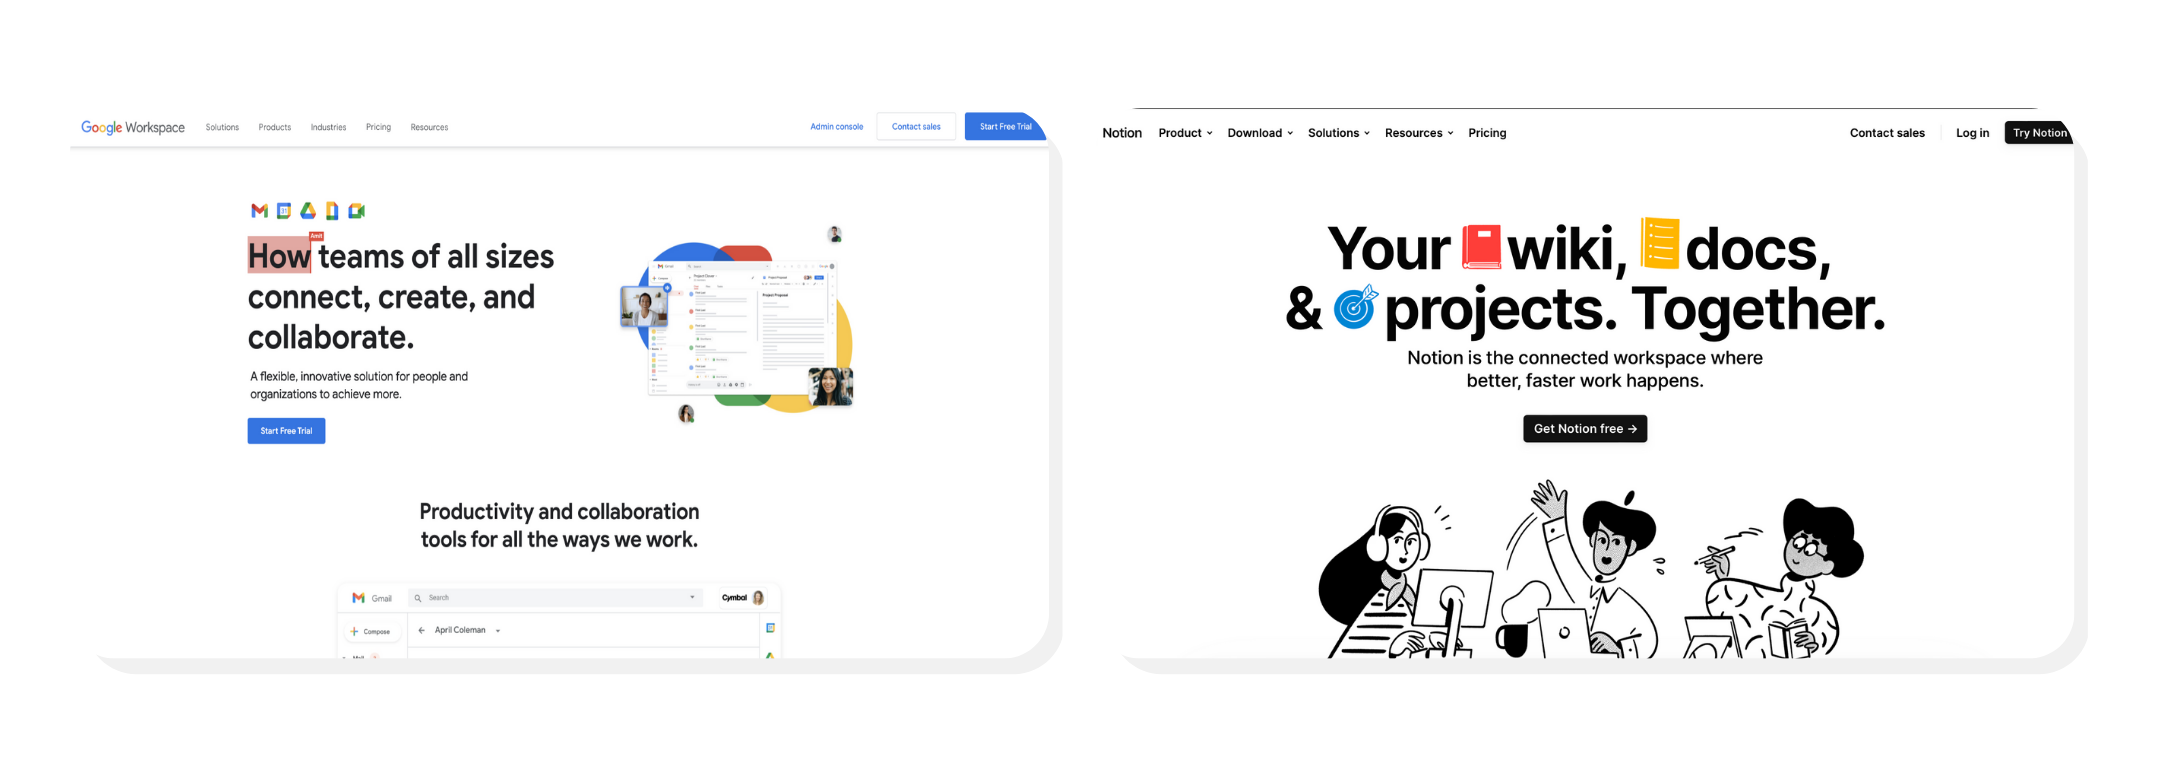 Google Workspace Solutions Products Industries Pricing Resources Admin console Contact sales Start Free Trial
31
Amit
How teams of all sizes
connect, create, and
collaborate.
A flexible, innovative solution for people and
organizations to achieve more.
Start Free Trial
Project Proposal
Productivity and collaboration
tools for all the ways we work.
Gmail Search Cymbal
Compose April Coleman
Notion Product Download Solutions Resources Pricing Contact sales Log in Try Notion
Your wiki, docs,
& projects. Together.
Notion is the connected workspace where
better, faster work happens.
Get Notion free →